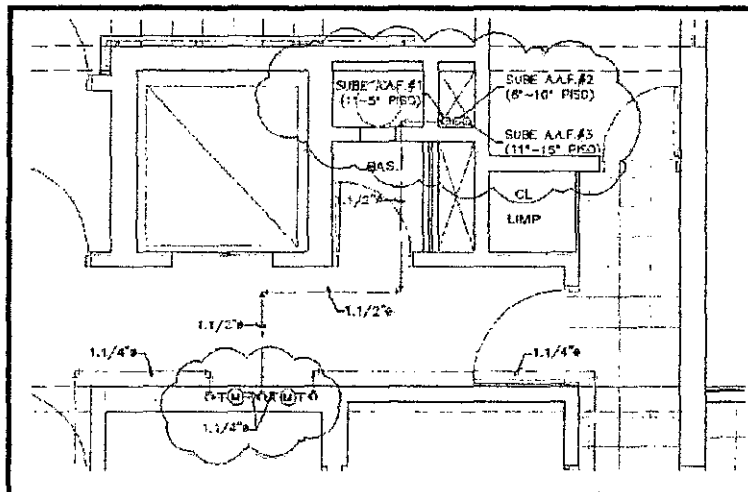 SUBE A.A.F.#1
(1°-5° PISO)
SUBE A.A.F.#2
(6°-10° PISO)
SUBE A.A.F.#3
(11°-15° PISO)
BAS.
1.1/2"ø
CL
LIMP
1.1/2"ø
1.1/2"ø
1.1/4"ø
1.1/4"ø
M
M
1.1/4"ø